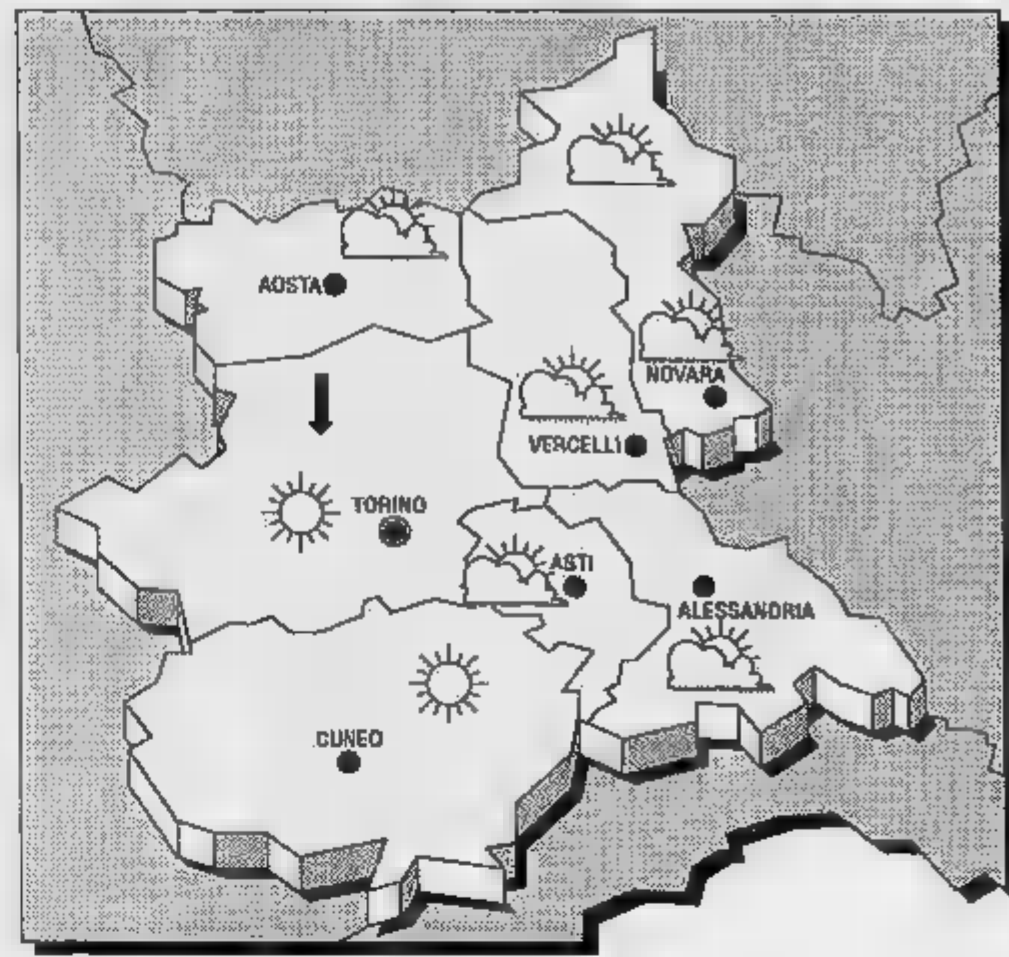 AOSTA
NOVARA
VERCELLI
TORINO
ASTI
ALESSANDRIA
CUNEO